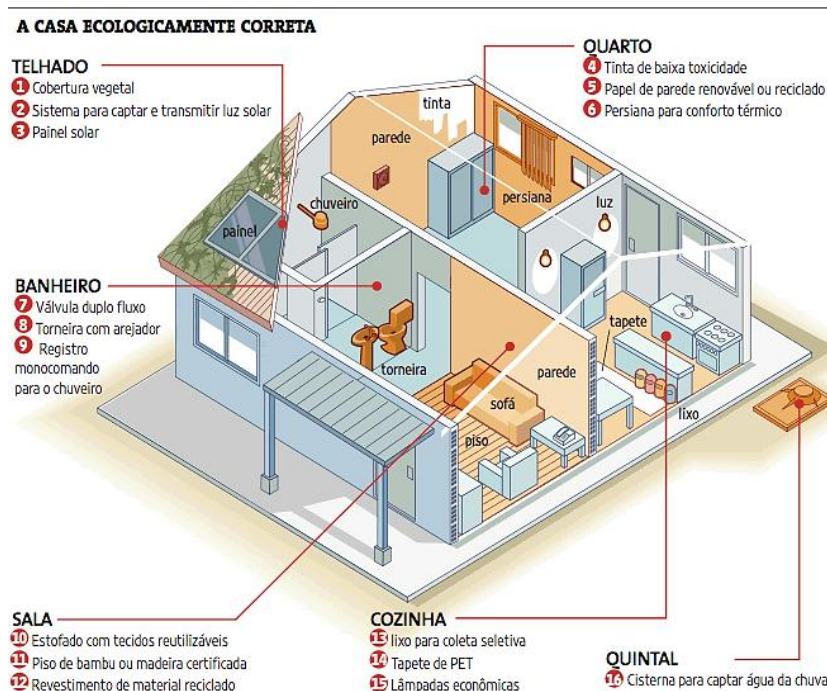 A CASA ECOLOGICAMENTE CORRETA
TELHADO
1 Cobertura vegetal
2 Sistema para captar e transmitir luz solar
3 Painel solar
QUARTO
4 Tinta de baixa toxicidade
5 Papel de parede renovável ou reciclado
6 Persiana para conforto térmico
tinta
parede
persiana
luz
chuveiro
painel
BANHEIRO
7 Válvula duplo fluxo
8 Torneira com arejador
9 Registro
monocomando
para o chuveiro
torneira
tapete
parede
sofá
lixo
piso
SALA
10 Estofado com tecidos reutilizáveis
11 Piso de bambu ou madeira certificada
12 Revestimento de material reciclado
COZINHA
13 lixo para coleta seletiva
14 Tapete de PET
15 Lâmpadas econômicas
QUINTAL
16 Cisterna para captar água da chuva